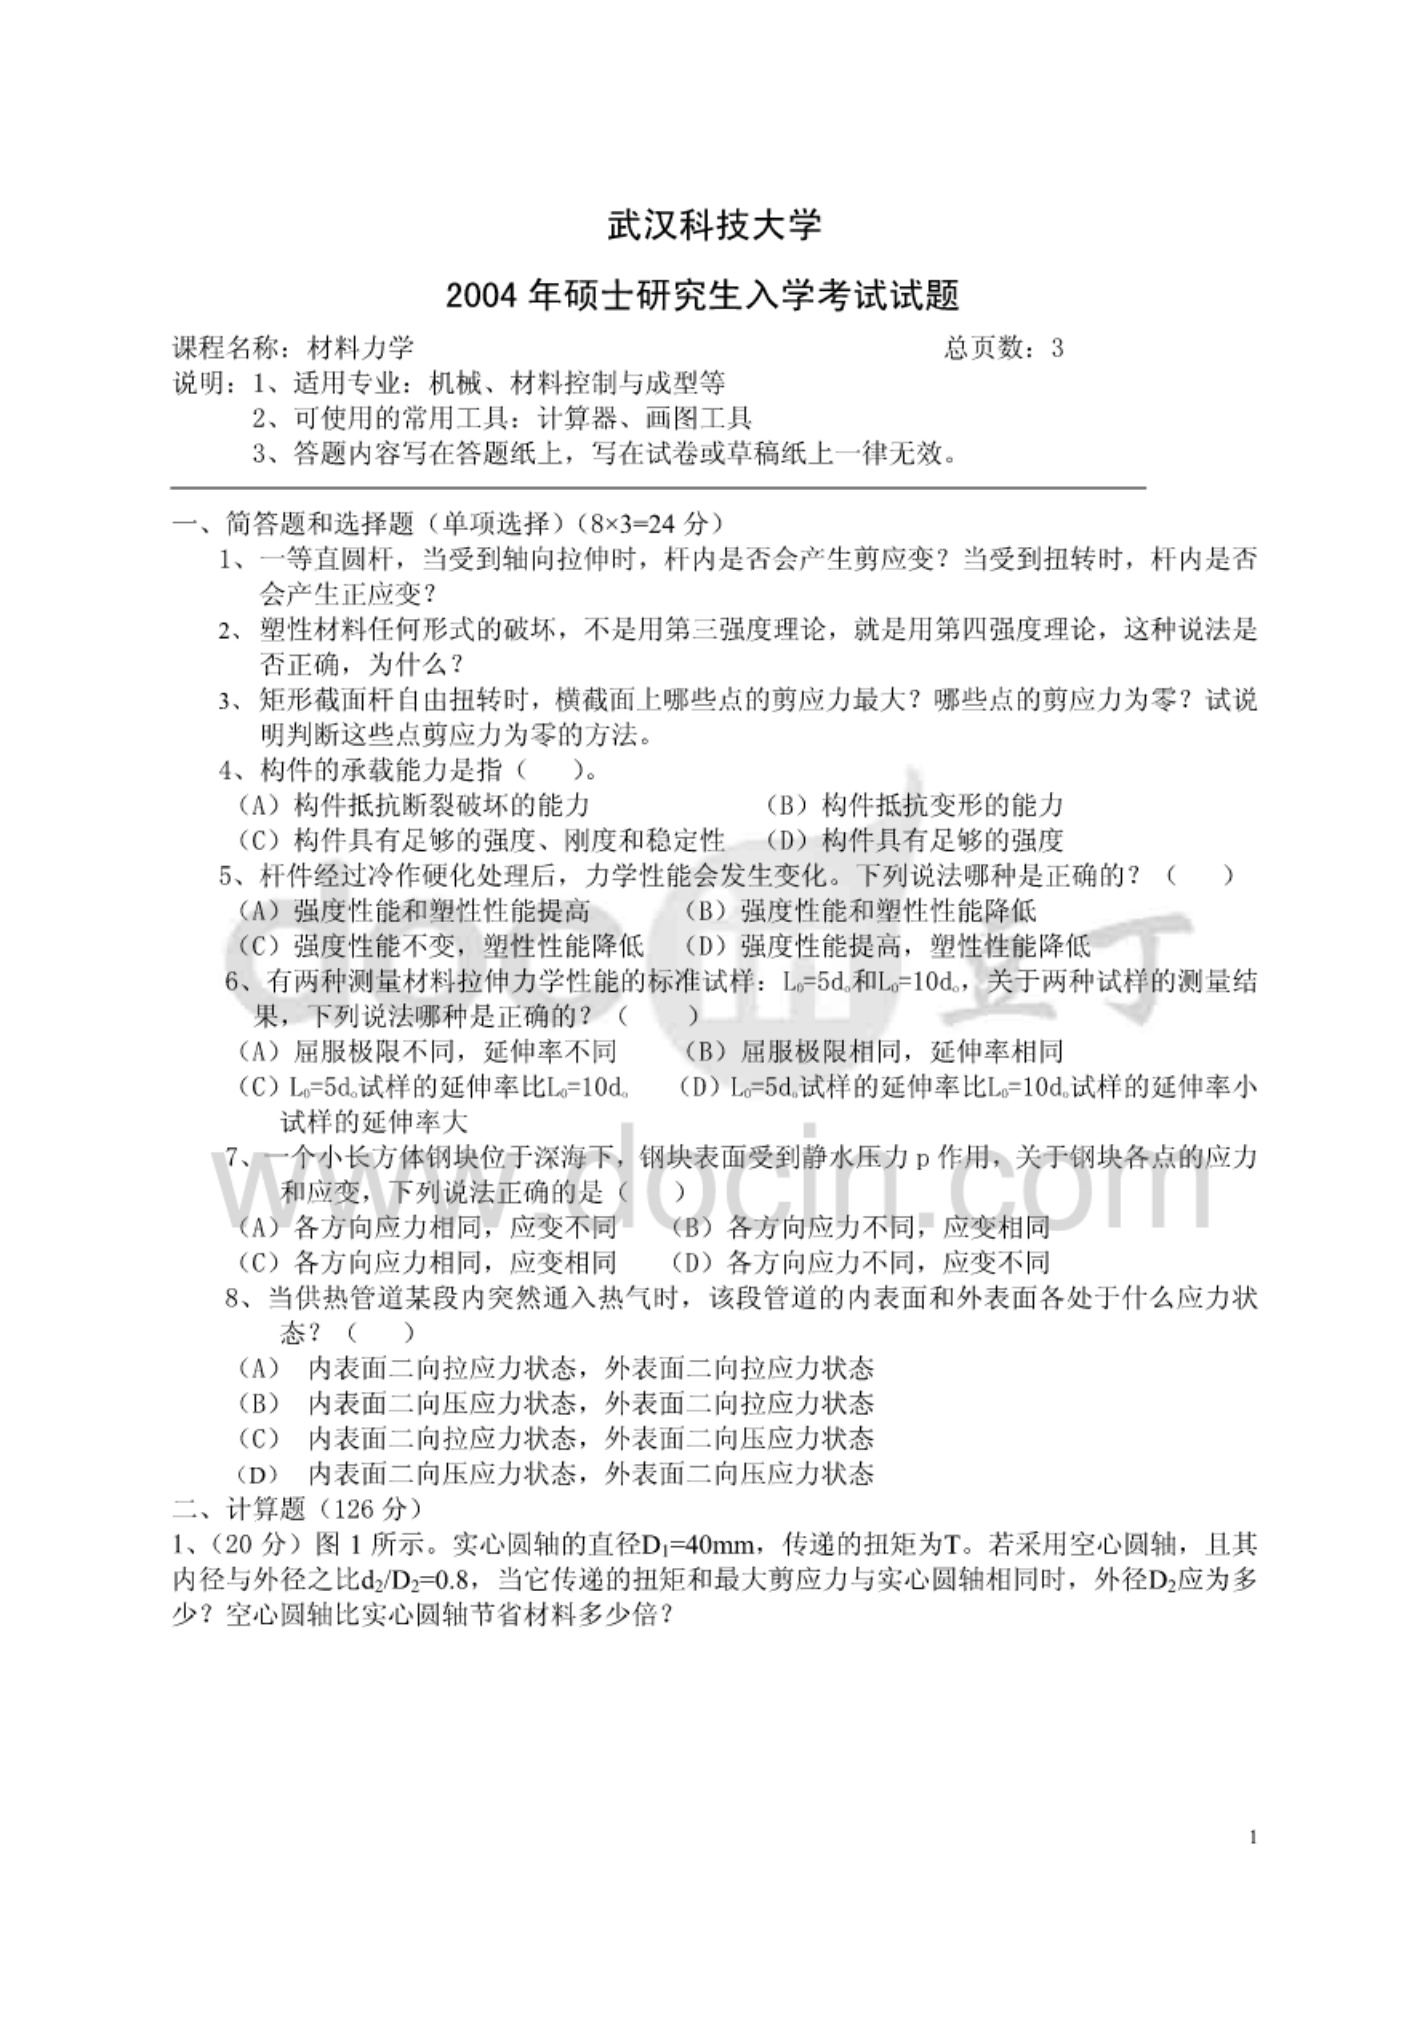 武汉科技大学
2004 年硕士研究生入学考试试题
课程名称：材料力学 总页数：3
说明：1、适用专业：机械、材料控制与成型等
2、可使用的常用工具：计算器、画图工具
3、答题内容写在答题纸上，写在试卷或草稿纸上一律无效。
一、简答题和选择题（单项选择）（8×3=24 分）
1、一等直圆杆，当受到轴向拉伸时，杆内是否会产生剪应变？当受到扭转时，杆内是否
会产生正应变？
2、塑性材料任何形式的破坏，不是用第三强度理论，就是用第四强度理论，这种说法是
否正确，为什么？
3、矩形截面杆自由扭转时，横截面上哪些点的剪应力最大？哪些点的剪应力为零？试说
明判断这些点剪应力为零的方法。
4、构件的承载能力是指（ ）。
（A）构件抵抗断裂破坏的能力 （B）构件抵抗变形的能力
（C）构件具有足够的强度、刚度和稳定性 （D）构件具有足够的强度
5、杆件经过冷作硬化处理后，力学性能会发生变化。下列说法哪种是正确的？（ ）
（A）强度性能和塑性性能提高 （B）强度性能和塑性性能降低
（C）强度性能不变，塑性性能降低 （D）强度性能提高，塑性性能降低
6、有两种测量材料拉伸力学性能的标准试样：L₀=5d₀和L₀=10d₀，关于两种试样的测量结
果，下列说法哪种是正确的？（ ）
（A）屈服极限不同，延伸率不同 （B）屈服极限相同，延伸率相同
（C）L₀=5d₀试样的延伸率比L₀=10d₀ （D）L₀=5d₀试样的延伸率比L₀=10d₀试样的延伸率小
试样的延伸率大
7、一个小长方体钢块位于深海下，钢块表面受到静水压力 p 作用，关于钢块各点的应力
和应变，下列说法正确的是（ ）
（A）各方向应力相同，应变不同 （B）各方向应力不同，应变相同
（C）各方向应力相同，应变相同 （D）各方向应力不同，应变不同
8、当供热管道某段内突然通入热气时，该段管道的内表面和外表面各处于什么应力状
态？（ ）
（A） 内表面二向拉应力状态，外表面二向拉应力状态
（B） 内表面二向压应力状态，外表面二向拉应力状态
（C） 内表面二向拉应力状态，外表面二向压应力状态
（D） 内表面二向压应力状态，外表面二向压应力状态
二、计算题（126 分）
1、（20 分）图 1 所示。实心圆轴的直径D₁=40mm，传递的扭矩为T。若采用空心圆轴，且其
内径与外径之比d₂/D₂=0.8，当它传递的扭矩和最大剪应力与实心圆轴相同时，外径D₂应为多
少？空心圆轴比实心圆轴节省材料多少倍？
1
docin 豆丁
www.docin.com